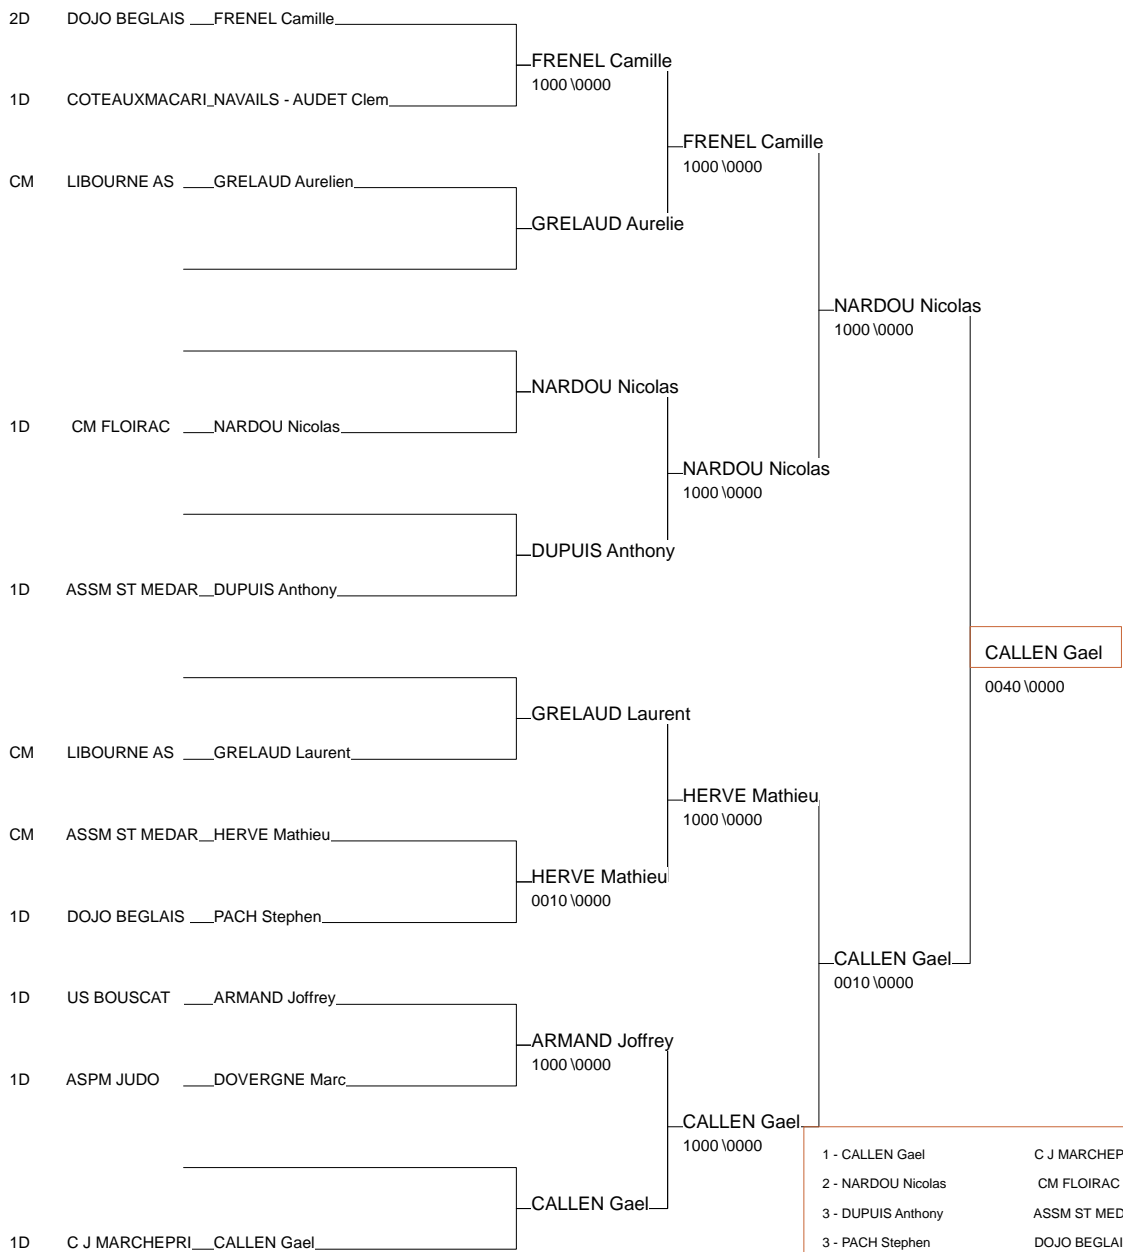 2D DOJO BEGLAIS FRENEL Camille
FRENEL Camille
1000 \0000
1D COTEAUXMACARI NAVAILS - AUDET Clem
FRENEL Camille
1000 \0000
CM LIBOURNE AS GRELAUD Aurelien
GRELAUD Aurelie
NARDOU Nicolas
1000 \0000
NARDOU Nicolas
1D CM FLOIRAC NARDOU Nicolas
NARDOU Nicolas
1000 \0000
DUPUIS Anthony
1D ASSM ST MEDAR DUPUIS Anthony
CALLEN Gael
0040 \0000
GRELAUD Laurent
CM LIBOURNE AS GRELAUD Laurent
HERVE Mathieu
1000 \0000
CM ASSM ST MEDAR HERVE Mathieu
HERVE Mathieu
0010 \0000
1D DOJO BEGLAIS PACH Stephen
CALLEN Gael
0010 \0000
1D US BOUSCAT ARMAND Joffrey
ARMAND Joffrey
1000 \0000
1D ASPM JUDO DOVERGNE Marc
CALLEN Gael
1000 \0000
1 - CALLEN Gael C J MARCHEP
2 - NARDOU Nicolas CM FLOIRAC
CALLEN Gael
3 - DUPUIS Anthony ASSM ST MED
1D C J MARCHEPRI CALLEN Gael
3 - PACH Stephen DOJO BEGLAI